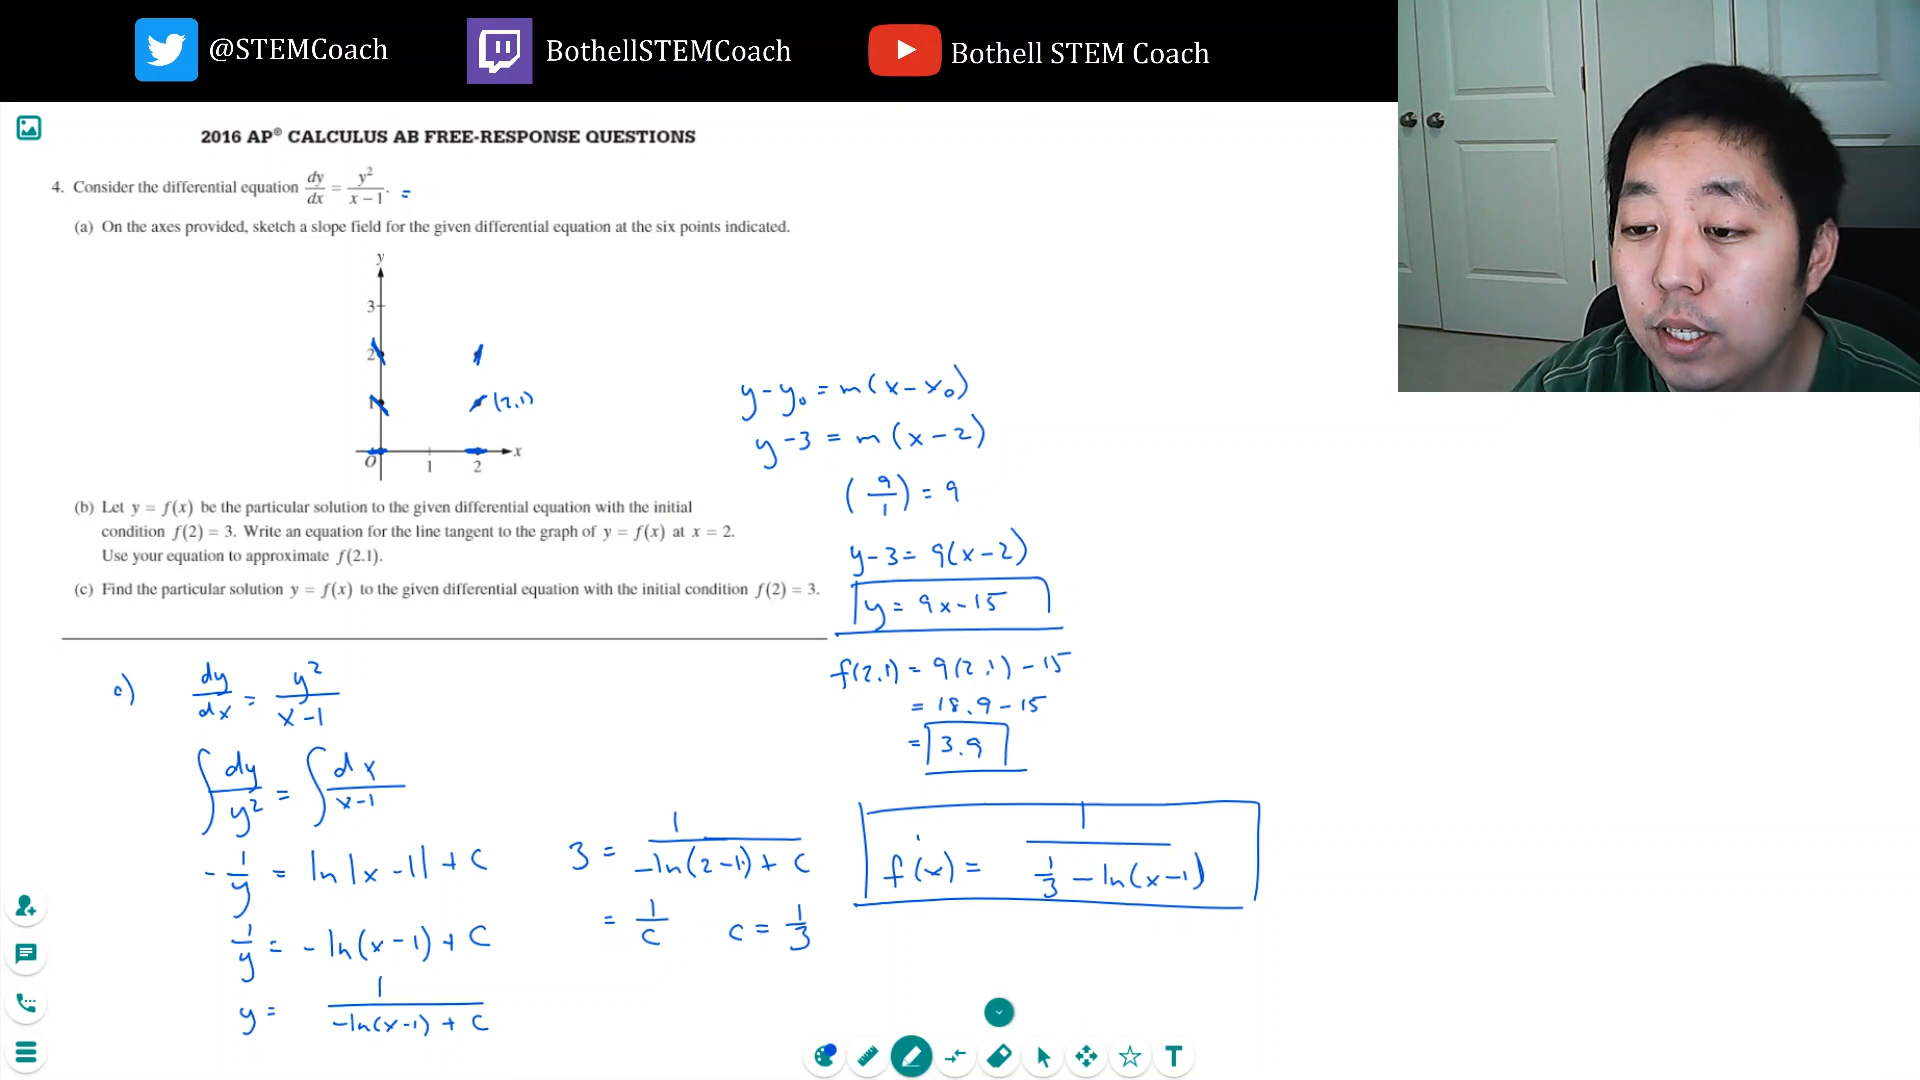 @STEMCoach
BothellSTEMCoach
Bothell STEM Coach
2016 AP® CALCULUS AB FREE-RESPONSE QUESTIONS
4. Consider the differential equation dy/dx = y²/(x − 1). =
(a) On the axes provided, sketch a slope field for the given differential equation at the six points indicated.
y
3
2
1
(2,1)
O 1 2 x
(b) Let y = f(x) be the particular solution to the given differential equation with the initial
condition f(2) = 3. Write an equation for the line tangent to the graph of y = f(x) at x = 2.
Use your equation to approximate f(2.1).
(c) Find the particular solution y = f(x) to the given differential equation with the initial condition f(2) = 3.
y - y₀ = m(x - x₀)
y - 3 = m(x - 2)
(9/1) = 9
y - 3 = 9(x - 2)
y = 9x - 15
f(2.1) = 9(2.1) - 15
= 18.9 - 15
= 3.9
c) dy/dx = y²/(x - 1)
∫ dy/y² = ∫ dx/(x - 1)
- 1/y = ln|x - 1| + C
1/y = - ln(x - 1) + C
y = 1/(-ln(x - 1) + C)
3 = 1/(-ln(2 - 1) + C)
= 1/C C = 1/3
f(x) = 1/(1/3 - ln(x - 1))
T